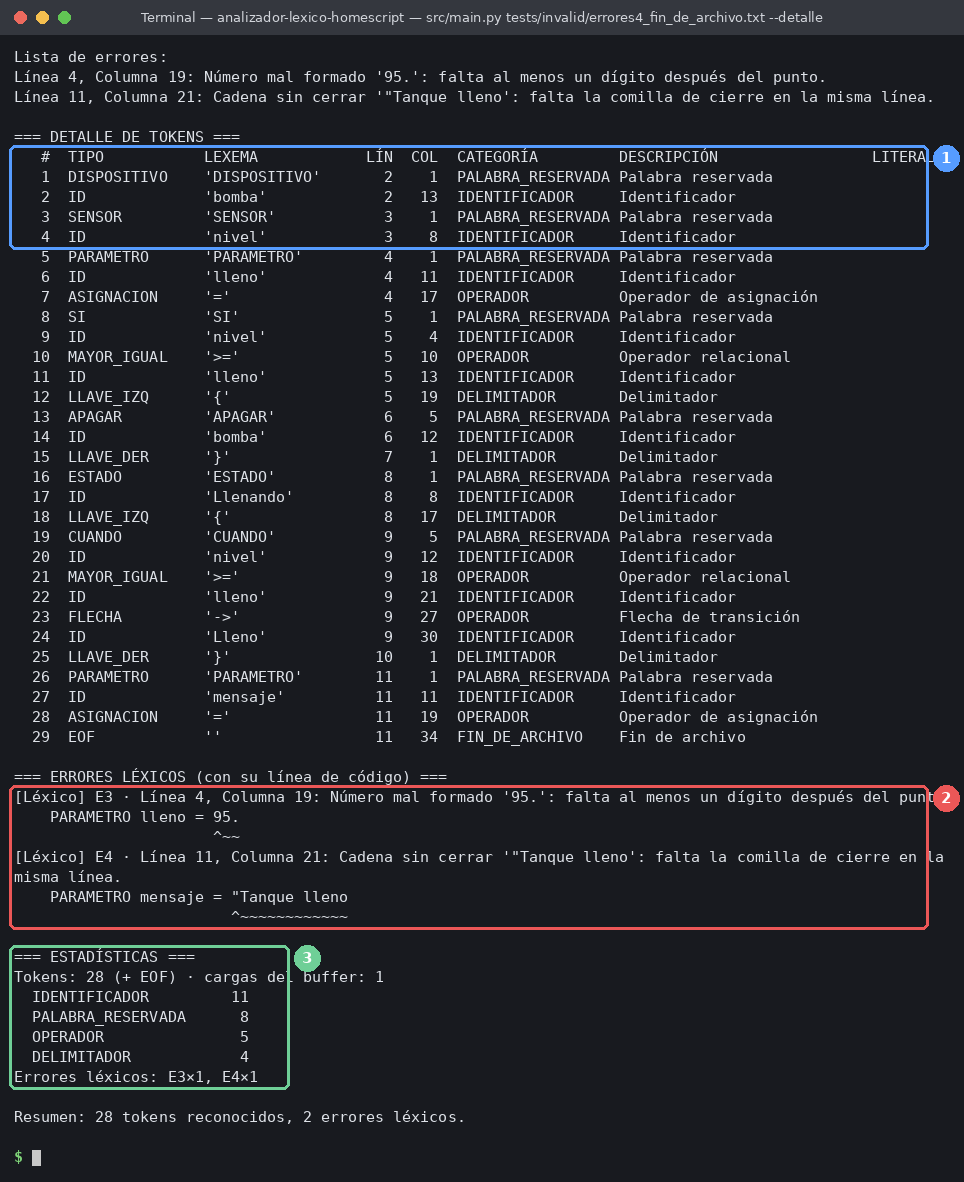 Terminal — analizador-lexico-homescript — src/main.py tests/invalid/errores4_fin_de_archivo.txt --detalle
Lista de errores:
Línea 4, Columna 19: Número mal formado '95.': falta al menos un dígito después del punto.
Línea 11, Columna 21: Cadena sin cerrar '"Tanque lleno': falta la comilla de cierre en la misma línea.
=== DETALLE DE TOKENS ===
# TIPO LEXEMA LÍN COL CATEGORÍA DESCRIPCIÓN LITERAL 1
1 DISPOSITIVO 'DISPOSITIVO' 2 1 PALABRA_RESERVADA Palabra reservada
2 ID 'bomba' 2 13 IDENTIFICADOR Identificador
3 SENSOR 'SENSOR' 3 1 PALABRA_RESERVADA Palabra reservada
4 ID 'nivel' 3 8 IDENTIFICADOR Identificador
5 PARAMETRO 'PARAMETRO' 4 1 PALABRA_RESERVADA Palabra reservada
6 ID 'lleno' 4 11 IDENTIFICADOR Identificador
7 ASIGNACION '=' 4 17 OPERADOR Operador de asignación
8 SI 'SI' 5 1 PALABRA_RESERVADA Palabra reservada
9 ID 'nivel' 5 4 IDENTIFICADOR Identificador
10 MAYOR_IGUAL '>=' 5 10 OPERADOR Operador relacional
11 ID 'lleno' 5 13 IDENTIFICADOR Identificador
12 LLAVE_IZQ '{' 5 19 DELIMITADOR Delimitador
13 APAGAR 'APAGAR' 6 5 PALABRA_RESERVADA Palabra reservada
14 ID 'bomba' 6 12 IDENTIFICADOR Identificador
15 LLAVE_DER '}' 7 1 DELIMITADOR Delimitador
16 ESTADO 'ESTADO' 8 1 PALABRA_RESERVADA Palabra reservada
17 ID 'Llenando' 8 8 IDENTIFICADOR Identificador
18 LLAVE_IZQ '{' 8 17 DELIMITADOR Delimitador
19 CUANDO 'CUANDO' 9 5 PALABRA_RESERVADA Palabra reservada
20 ID 'nivel' 9 12 IDENTIFICADOR Identificador
21 MAYOR_IGUAL '>=' 9 18 OPERADOR Operador relacional
22 ID 'lleno' 9 21 IDENTIFICADOR Identificador
23 FLECHA '->' 9 27 OPERADOR Flecha de transición
24 ID 'Lleno' 9 30 IDENTIFICADOR Identificador
25 LLAVE_DER '}' 10 1 DELIMITADOR Delimitador
26 PARAMETRO 'PARAMETRO' 11 1 PALABRA_RESERVADA Palabra reservada
27 ID 'mensaje' 11 11 IDENTIFICADOR Identificador
28 ASIGNACION '=' 11 19 OPERADOR Operador de asignación
29 EOF '' 11 34 FIN_DE_ARCHIVO Fin de archivo
=== ERRORES LÉXICOS (con su línea de código) ===
[Léxico] E3 · Línea 4, Columna 19: Número mal formado '95.': falta al menos un dígito después del punt 2
PARAMETRO lleno = 95.
^~~
[Léxico] E4 · Línea 11, Columna 21: Cadena sin cerrar '"Tanque lleno': falta la comilla de cierre en la
misma línea.
PARAMETRO mensaje = "Tanque lleno
^~~~~~~~~~~~~
=== ESTADÍSTICAS === 3
Tokens: 28 (+ EOF) · cargas del buffer: 1
IDENTIFICADOR 11
PALABRA_RESERVADA 8
OPERADOR 5
DELIMITADOR 4
Errores léxicos: E3×1, E4×1
Resumen: 28 tokens reconocidos, 2 errores léxicos.
$